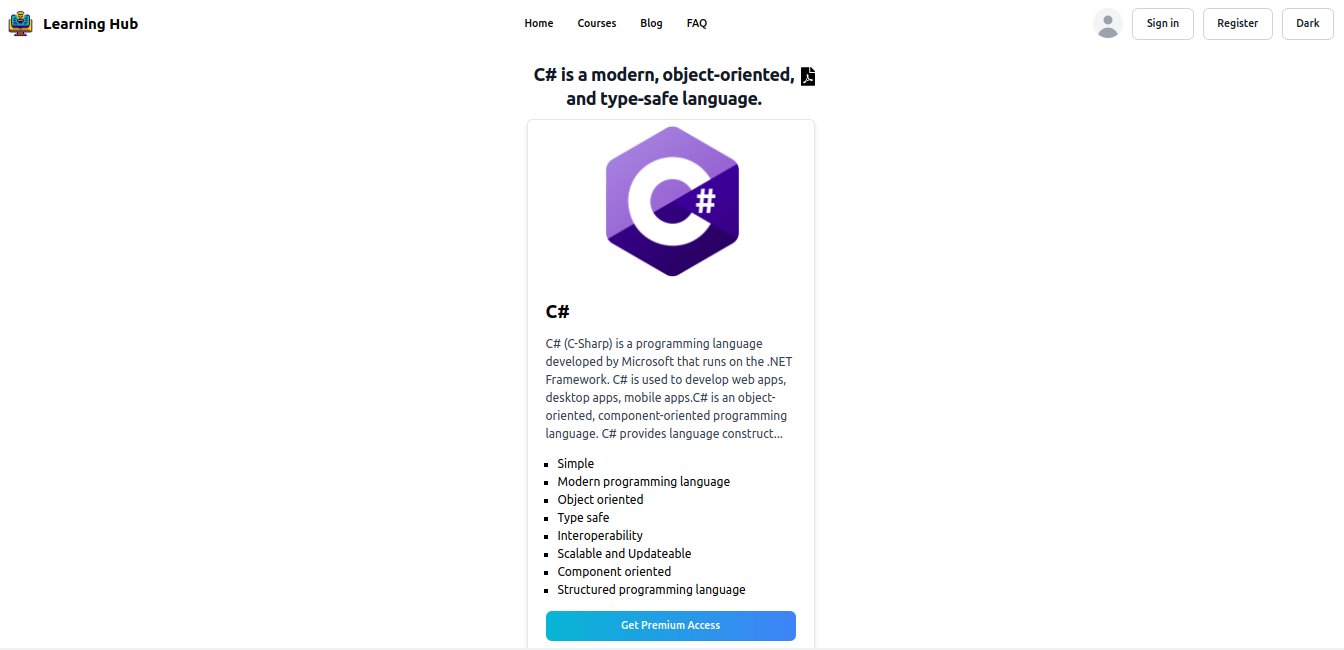 Learning Hub
Home
Courses
Blog
FAQ
Sign in
Register
Dark
C# is a modern, object-oriented,
and type-safe language.
C#
C#
C# (C-Sharp) is a programming language
developed by Microsoft that runs on the .NET
Framework. C# is used to develop web apps,
desktop apps, mobile apps.C# is an object-
oriented, component-oriented programming
language. C# provides language construct...
Simple
Modern programming language
Object oriented
Type safe
Interoperability
Scalable and Updateable
Component oriented
Structured programming language
Get Premium Access